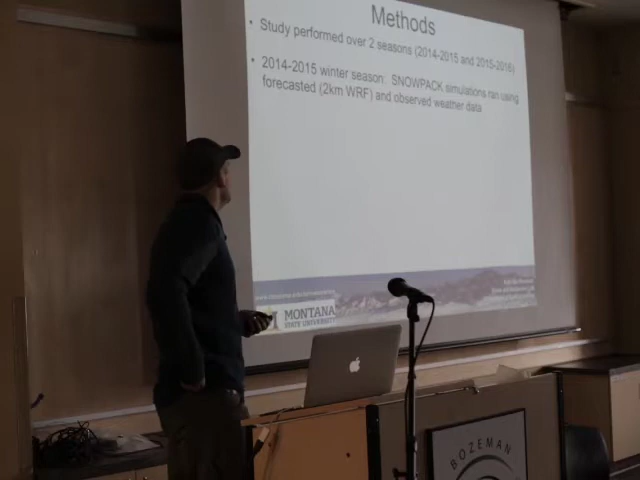 Methods
• Study performed over 2 seasons (2014-2015 and 2015-2016)
• 2014-2015 winter season: SNOWPACK simulations ran using
forecasted (2km WRF) and observed weather data
MONTANA
STATE UNIVERSITY
BOZEMAN